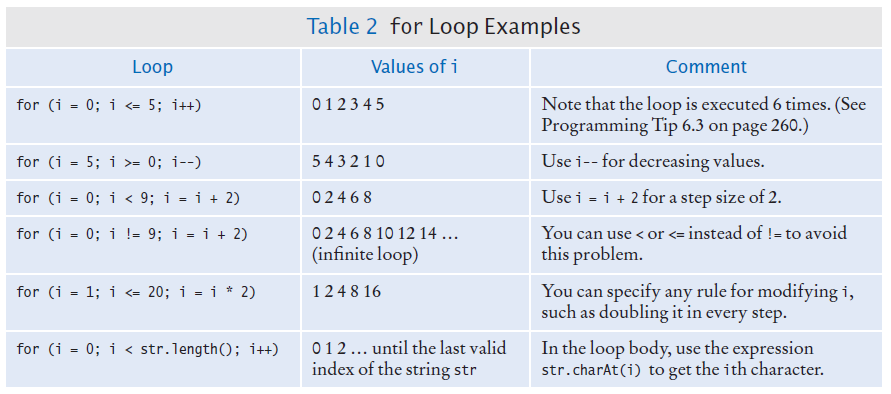 Table 2 for Loop Examples
Loop
Values of i
Comment
for (i = 0; i <= 5; i++)
0 1 2 3 4 5
Note that the loop is executed 6 times. (See
Programming Tip 6.3 on page 260.)
for (i = 5; i >= 0; i--)
5 4 3 2 1 0
Use i-- for decreasing values.
for (i = 0; i < 9; i = i + 2)
0 2 4 6 8
Use i = i + 2 for a step size of 2.
for (i = 0; i != 9; i = i + 2)
0 2 4 6 8 10 12 14 …
(infinite loop)
You can use < or <= instead of != to avoid
this problem.
for (i = 1; i <= 20; i = i * 2)
1 2 4 8 16
You can specify any rule for modifying i,
such as doubling it in every step.
for (i = 0; i < str.length(); i++)
0 1 2 … until the last valid
index of the string str
In the loop body, use the expression
str.charAt(i) to get the ith character.